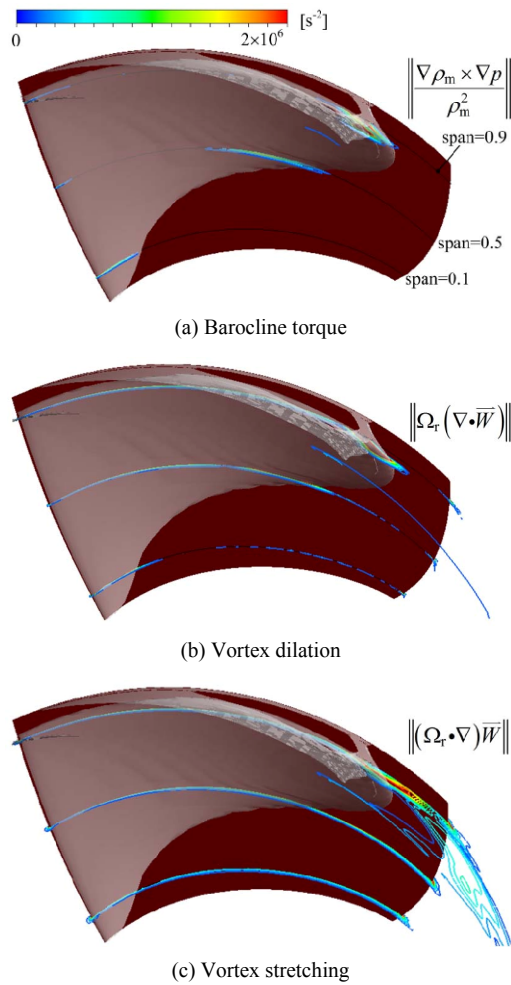 [s⁻²]
0
2×10⁶
‖∇ρₘ × ∇p / ρₘ²‖
span=0.9
span=0.5
span=0.1
(a) Barocline torque
‖Ωᵣ(∇•W̅)‖
(b) Vortex dilation
‖(Ωᵣ•∇)W̅‖
(c) Vortex stretching